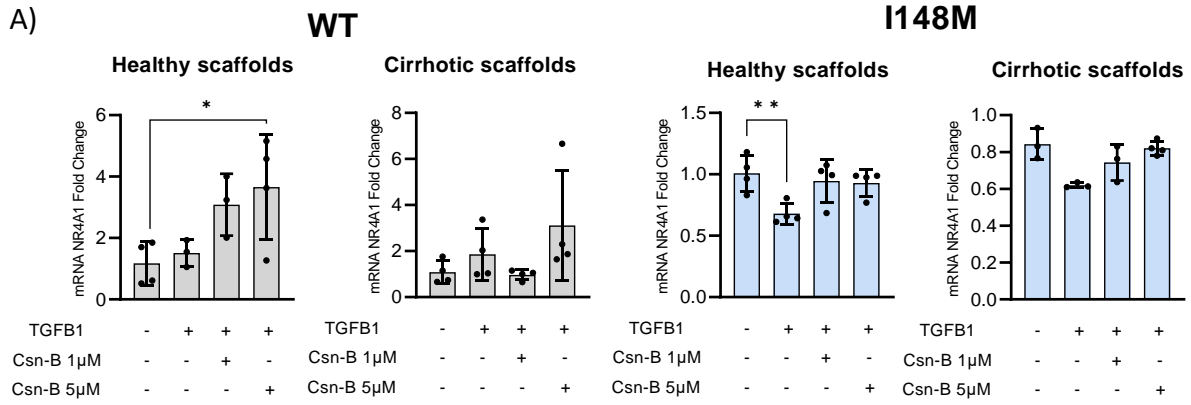 A)
WT
I148M
Healthy scaffolds
mRNA NR4A1 Fold Change
6
4
2
0
*
TGFB1 - + + +
Csn-B 1µM - - + -
Csn-B 5µM - - - +
Cirrhotic scaffolds
mRNA NR4A1 Fold Change
8
6
4
2
0
TGFB1 - + + +
Csn-B 1µM - - + -
Csn-B 5µM - - - +
Healthy scaffolds
mRNA NR4A1 Fold Change
1.5
1.0
0.5
0.0
**
TGFB1 - + + +
Csn-B 1µM - - + -
Csn-B 5µM - - - +
Cirrhotic scaffolds
mRNA NR4A1 Fold Change
1.0
0.8
0.6
0.4
0.2
0.0
TGFB1 - + + +
Csn-B 1µM - - + -
Csn-B 5µM - - - +